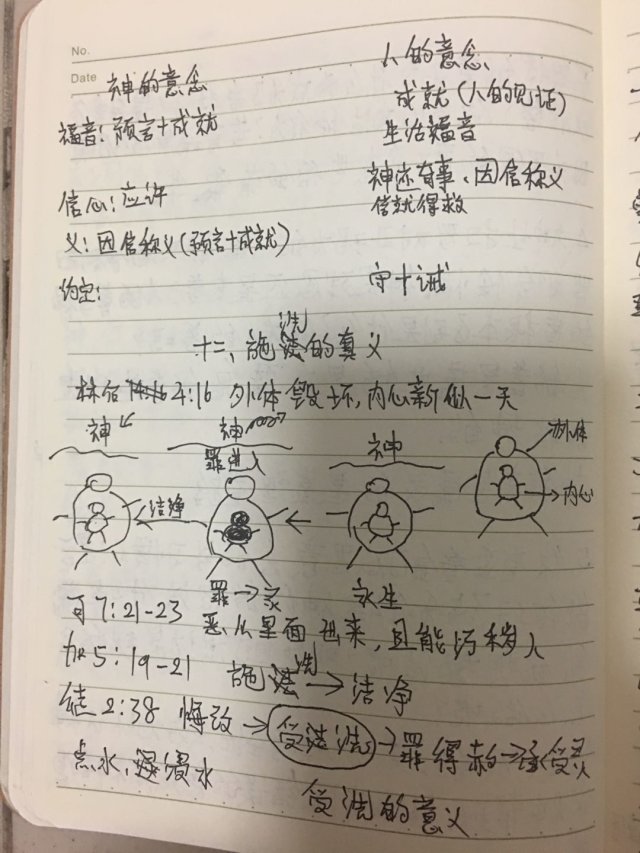 No.
Date
神的意念
人的意念
成就(人的见证)
福音: 预言+成就
生活福音
神迹奇事、因信称义
信心: 应许
信就得救
义: 因信称义(预言+成就)
约定:
守十诫
十二、施洗的真义
林后 4:16 外体毁坏, 内心新似一天
神 神 神
罪进入
外体
内心
洁净
罪→灵
永生
可7:21-23 恶从里面出来, 且能污秽人
加5:19-21 施洗→洁净
徒2:38 悔改→受洗→罪得赦→承受灵
点水, 浸水
受洗的意义